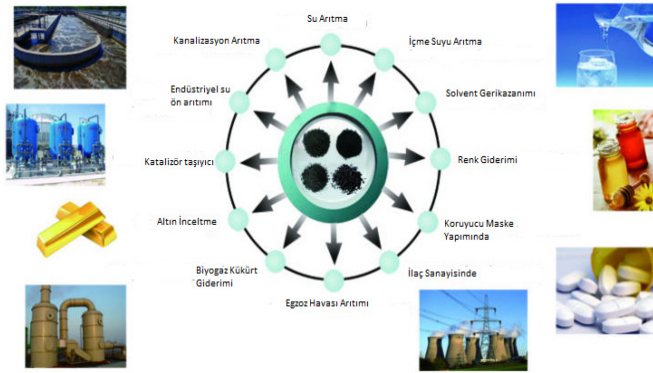 Su Arıtma
Kanalizasyon Arıtma
İçme Suyu Arıtma
Endüstriyel su
ön arıtımı
Solvent Gerikazanımı
Katalizör taşıyıcı
Renk Giderimi
Altın İnceltme
Koruyucu Maske
Yapımında
Biyogaz Kükürt
Giderimi
İlaç Sanayisinde
Egzoz Havası Arıtımı